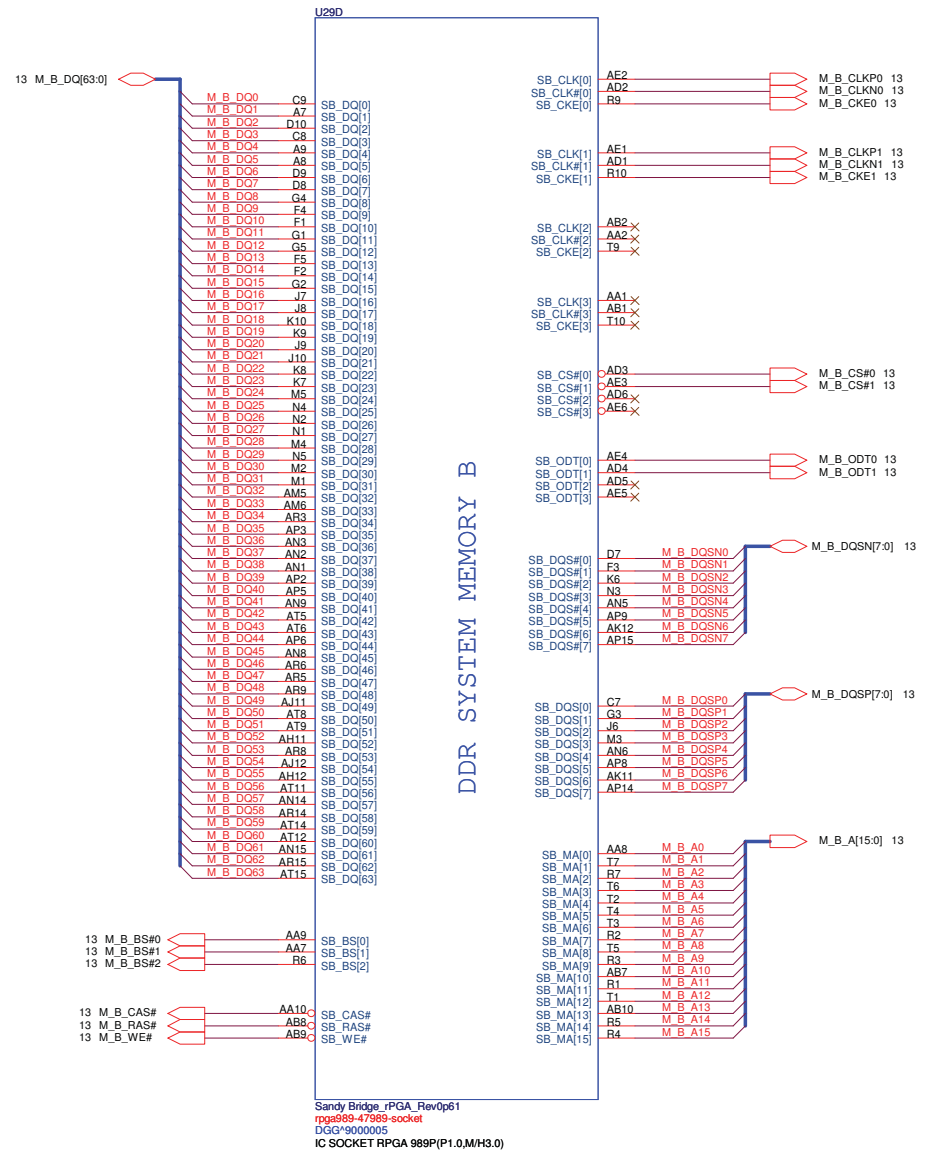 U29D
13 M_B_DQ[63:0]
M_B_DQ0 C9 SB_DQ[0]
M_B_DQ1 A7 SB_DQ[1]
M_B_DQ2 D10 SB_DQ[2]
M_B_DQ3 C8 SB_DQ[3]
M_B_DQ4 A9 SB_DQ[4]
M_B_DQ5 A8 SB_DQ[5]
M_B_DQ6 D9 SB_DQ[6]
M_B_DQ7 D8 SB_DQ[7]
M_B_DQ8 G4 SB_DQ[8]
M_B_DQ9 F4 SB_DQ[9]
M_B_DQ10 F1 SB_DQ[10]
M_B_DQ11 G1 SB_DQ[11]
M_B_DQ12 G5 SB_DQ[12]
M_B_DQ13 F5 SB_DQ[13]
M_B_DQ14 F2 SB_DQ[14]
M_B_DQ15 G2 SB_DQ[15]
M_B_DQ16 J7 SB_DQ[16]
M_B_DQ17 J8 SB_DQ[17]
M_B_DQ18 K10 SB_DQ[18]
M_B_DQ19 K9 SB_DQ[19]
M_B_DQ20 J9 SB_DQ[20]
M_B_DQ21 J10 SB_DQ[21]
M_B_DQ22 K8 SB_DQ[22]
M_B_DQ23 K7 SB_DQ[23]
M_B_DQ24 M5 SB_DQ[24]
M_B_DQ25 N4 SB_DQ[25]
M_B_DQ26 N2 SB_DQ[26]
M_B_DQ27 N1 SB_DQ[27]
M_B_DQ28 M4 SB_DQ[28]
M_B_DQ29 N5 SB_DQ[29]
M_B_DQ30 M2 SB_DQ[30]
M_B_DQ31 M1 SB_DQ[31]
M_B_DQ32 AM5 SB_DQ[32]
M_B_DQ33 AM6 SB_DQ[33]
M_B_DQ34 AR3 SB_DQ[34]
M_B_DQ35 AP3 SB_DQ[35]
M_B_DQ36 AN3 SB_DQ[36]
M_B_DQ37 AN2 SB_DQ[37]
M_B_DQ38 AN1 SB_DQ[38]
M_B_DQ39 AP2 SB_DQ[39]
M_B_DQ40 AP5 SB_DQ[40]
M_B_DQ41 AN9 SB_DQ[41]
M_B_DQ42 AT5 SB_DQ[42]
M_B_DQ43 AT6 SB_DQ[43]
M_B_DQ44 AP6 SB_DQ[44]
M_B_DQ45 AN8 SB_DQ[45]
M_B_DQ46 AR6 SB_DQ[46]
M_B_DQ47 AR5 SB_DQ[47]
M_B_DQ48 AR9 SB_DQ[48]
M_B_DQ49 AJ11 SB_DQ[49]
M_B_DQ50 AT8 SB_DQ[50]
M_B_DQ51 AT9 SB_DQ[51]
M_B_DQ52 AH11 SB_DQ[52]
M_B_DQ53 AR8 SB_DQ[53]
M_B_DQ54 AJ12 SB_DQ[54]
M_B_DQ55 AH12 SB_DQ[55]
M_B_DQ56 AT11 SB_DQ[56]
M_B_DQ57 AN14 SB_DQ[57]
M_B_DQ58 AR14 SB_DQ[58]
M_B_DQ59 AT14 SB_DQ[59]
M_B_DQ60 AT12 SB_DQ[60]
M_B_DQ61 AN15 SB_DQ[61]
M_B_DQ62 AR15 SB_DQ[62]
M_B_DQ63 AT15 SB_DQ[63]
13 M_B_BS#0 AA9 SB_BS[0]
13 M_B_BS#1 AA7 SB_BS[1]
13 M_B_BS#2 R6 SB_BS[2]
13 M_B_CAS# AA10 SB_CAS#
13 M_B_RAS# AB8 SB_RAS#
13 M_B_WE# AB9 SB_WE#
DDR SYSTEM MEMORY B
SB_CLK[0] AE2 M_B_CLKP0 13
SB_CLK#[0] AD2 M_B_CLKN0 13
SB_CKE[0] R9 M_B_CKE0 13
SB_CLK[1] AE1 M_B_CLKP1 13
SB_CLK#[1] AD1 M_B_CLKN1 13
SB_CKE[1] R10 M_B_CKE1 13
SB_CLK[2] AB2
SB_CLK#[2] AA2
SB_CKE[2] T9
SB_CLK[3] AA1
SB_CLK#[3] AB1
SB_CKE[3] T10
SB_CS#[0] AD3 M_B_CS#0 13
SB_CS#[1] AE3 M_B_CS#1 13
SB_CS#[2] AD6
SB_CS#[3] AE6
SB_ODT[0] AE4 M_B_ODT0 13
SB_ODT[1] AD4 M_B_ODT1 13
SB_ODT[2] AD5
SB_ODT[3] AE5
M_B_DQSN[7:0] 13
SB_DQS#[0] D7 M_B_DQSN0
SB_DQS#[1] F3 M_B_DQSN1
SB_DQS#[2] K6 M_B_DQSN2
SB_DQS#[3] N3 M_B_DQSN3
SB_DQS#[4] AN5 M_B_DQSN4
SB_DQS#[5] AP9 M_B_DQSN5
SB_DQS#[6] AK12 M_B_DQSN6
SB_DQS#[7] AP15 M_B_DQSN7
M_B_DQSP[7:0] 13
SB_DQS[0] C7 M_B_DQSP0
SB_DQS[1] G3 M_B_DQSP1
SB_DQS[2] J6 M_B_DQSP2
SB_DQS[3] M3 M_B_DQSP3
SB_DQS[4] AN6 M_B_DQSP4
SB_DQS[5] AP8 M_B_DQSP5
SB_DQS[6] AK11 M_B_DQSP6
SB_DQS[7] AP14 M_B_DQSP7
M_B_A[15:0] 13
SB_MA[0] AA8 M_B_A0
SB_MA[1] T7 M_B_A1
SB_MA[2] R7 M_B_A2
SB_MA[3] T6 M_B_A3
SB_MA[4] T2 M_B_A4
SB_MA[5] T4 M_B_A5
SB_MA[6] T3 M_B_A6
SB_MA[7] R2 M_B_A7
SB_MA[8] T5 M_B_A8
SB_MA[9] R3 M_B_A9
SB_MA[10] AB7 M_B_A10
SB_MA[11] R1 M_B_A11
SB_MA[12] T1 M_B_A12
SB_MA[13] AB10 M_B_A13
SB_MA[14] R5 M_B_A14
SB_MA[15] R4 M_B_A15
Sandy Bridge_rPGA_Rev0p61
rpga989-47989-socket
DGG^9000005
IC SOCKET RPGA 989P(P1.0,M/H3.0)